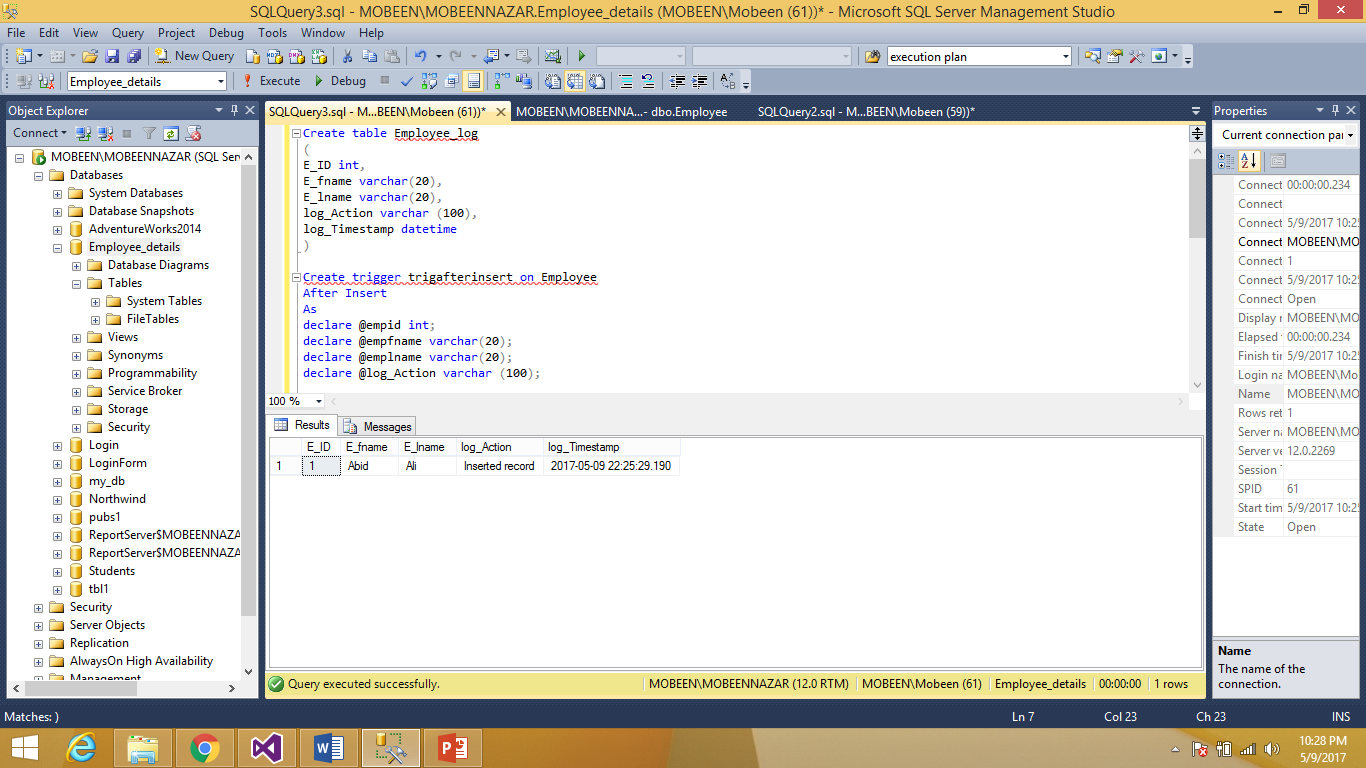 SQLQuery3.sql - MOBEEN\MOBEENNAZAR.Employee_details (MOBEEN\Mobeen (61))* - Microsoft SQL Server Management Studio
File Edit View Query Project Debug Tools Window Help
New Query execution plan
Employee_details Execute Debug
Object Explorer
Connect
MOBEEN\MOBEENNAZAR (SQL Ser
Databases
System Databases
Database Snapshots
AdventureWorks2014
Employee_details
Database Diagrams
Tables
System Tables
FileTables
Views
Synonyms
Programmability
Service Broker
Storage
Security
Login
LoginForm
my_db
Northwind
pubs1
ReportServer$MOBEENNAZA
ReportServer$MOBEENNAZA
Students
tbl1
Security
Server Objects
Replication
AlwaysOn High Availability
Management
SQLQuery3.sql - M...BEEN\Mobeen (61))* MOBEEN\MOBEENNA...- dbo.Employee SQLQuery2.sql - M...BEEN\Mobeen (59))*
Create table Employee_log
(
E_ID int,
E_fname varchar(20),
E_lname varchar(20),
log_Action varchar (100),
log_Timestamp datetime
)
Create trigger trigafterinsert on Employee
After Insert
As
declare @empid int;
declare @empfname varchar(20);
declare @emplname varchar(20);
declare @log_Action varchar (100);
100 %
Results Messages
E_ID E_fname E_lname log_Action log_Timestamp
1 1 Abid Ali Inserted record 2017-05-09 22:25:29.190
Query executed successfully. MOBEEN\MOBEENNAZAR (12.0 RTM) MOBEEN\Mobeen (61) Employee_details 00:00:00 1 rows
Properties
Current connection par
Connect 00:00:00.234
Connect
Connect 5/9/2017 10:25
Connect MOBEEN\MO
Connect 1
Connect 5/9/2017 10:25
Connect Open
Display n MOBEEN\MO
Elapsed 00:00:00.234
Finish tin 5/9/2017 10:25
Login na MOBEEN\Mo
Name MOBEEN\MO
Rows ret 1
Server na MOBEEN\MO
Server ve 12.0.2269
Session
SPID 61
Start tim 5/9/2017 10:25
State Open
Name
The name of the
connection.
Matches: ) Ln 7 Col 23 Ch 23 INS
10:28 PM
5/9/2017